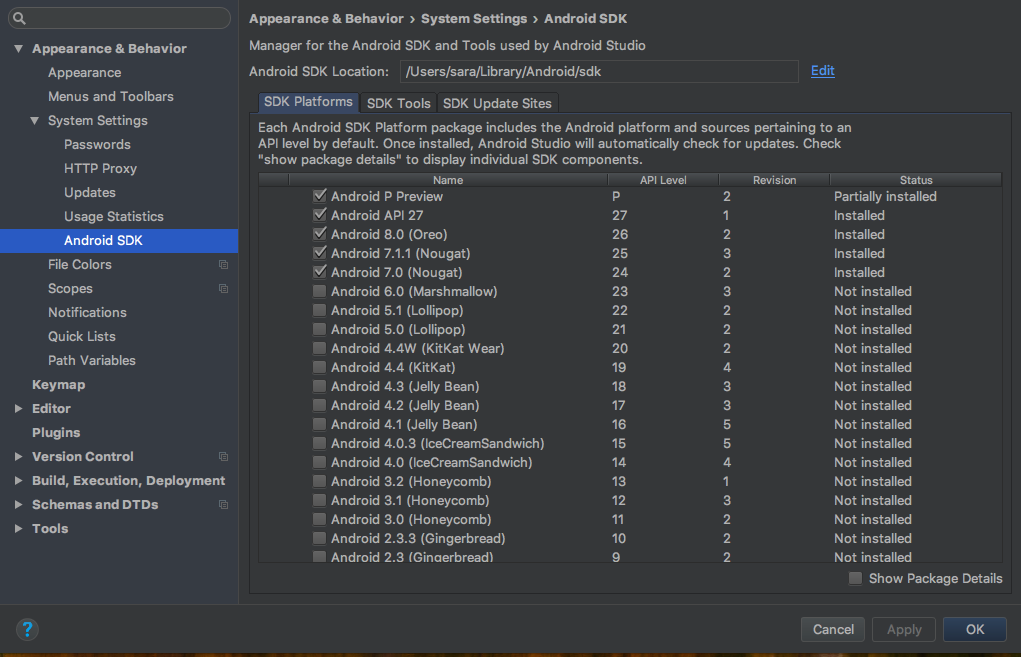 Appearance & Behavior › System Settings › Android SDK
Appearance & Behavior
Appearance
Menus and Toolbars
System Settings
Passwords
HTTP Proxy
Updates
Usage Statistics
Android SDK
File Colors
Scopes
Notifications
Quick Lists
Path Variables
Keymap
Editor
Plugins
Version Control
Build, Execution, Deployment
Schemas and DTDs
Tools
Manager for the Android SDK and Tools used by Android Studio
Android SDK Location: /Users/sara/Library/Android/sdk Edit
SDK Platforms SDK Tools SDK Update Sites
Each Android SDK Platform package includes the Android platform and sources pertaining to an
API level by default. Once installed, Android Studio will automatically check for updates. Check
"show package details" to display individual SDK components.
Name API Level Revision Status
Android P Preview P 2 Partially installed
Android API 27 27 1 Installed
Android 8.0 (Oreo) 26 2 Installed
Android 7.1.1 (Nougat) 25 3 Installed
Android 7.0 (Nougat) 24 2 Installed
Android 6.0 (Marshmallow) 23 3 Not installed
Android 5.1 (Lollipop) 22 2 Not installed
Android 5.0 (Lollipop) 21 2 Not installed
Android 4.4W (KitKat Wear) 20 2 Not installed
Android 4.4 (KitKat) 19 4 Not installed
Android 4.3 (Jelly Bean) 18 3 Not installed
Android 4.2 (Jelly Bean) 17 3 Not installed
Android 4.1 (Jelly Bean) 16 5 Not installed
Android 4.0.3 (IceCreamSandwich) 15 5 Not installed
Android 4.0 (IceCreamSandwich) 14 4 Not installed
Android 3.2 (Honeycomb) 13 1 Not installed
Android 3.1 (Honeycomb) 12 3 Not installed
Android 3.0 (Honeycomb) 11 2 Not installed
Android 2.3.3 (Gingerbread) 10 2 Not installed
Android 2.3 (Gingerbread) 9 2 Not installed
Show Package Details
? Cancel Apply OK